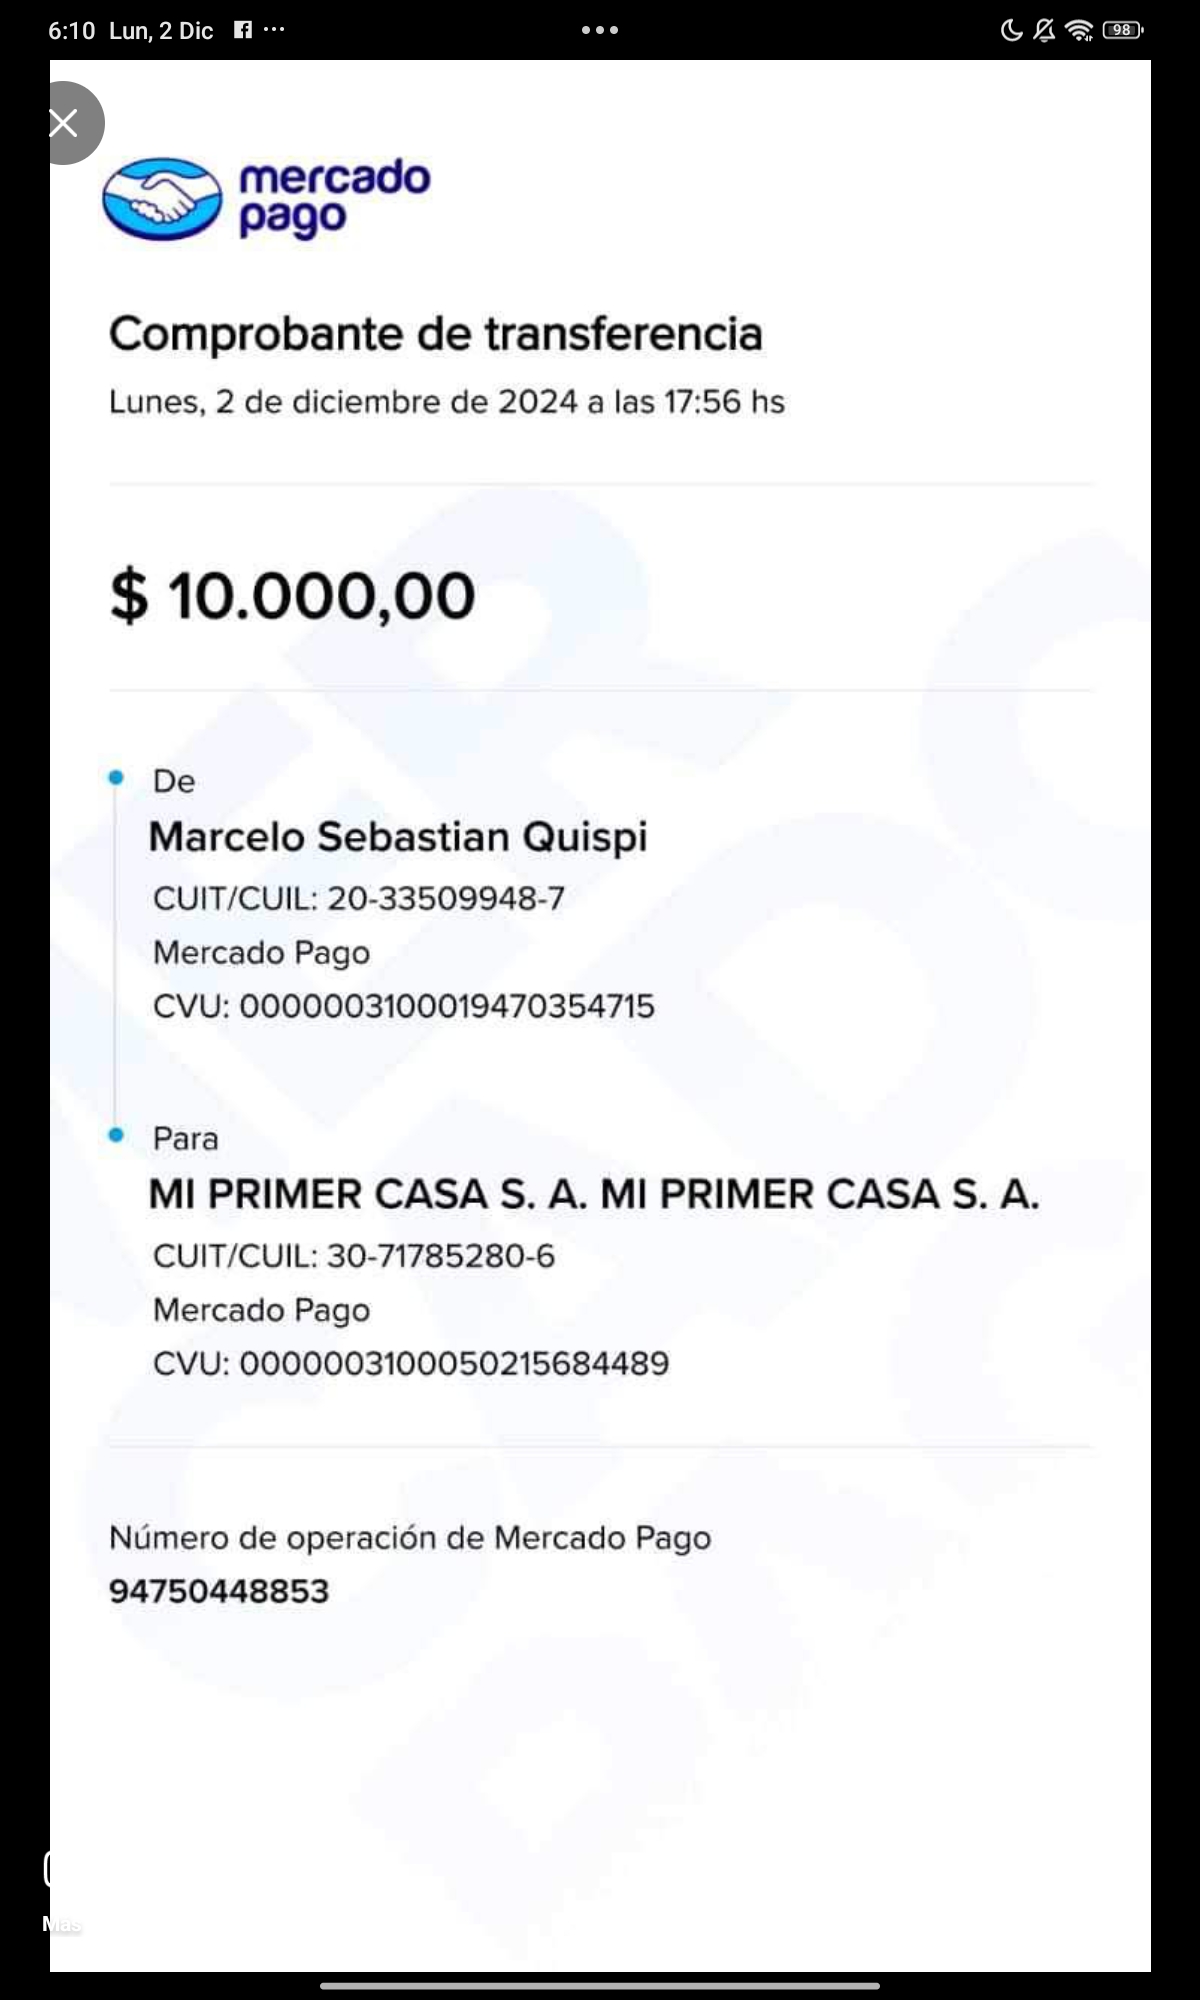 6:10 Lun, 2 Dic
98
mercado
pago
Comprobante de transferencia
Lunes, 2 de diciembre de 2024 a las 17:56 hs
$ 10.000,00
De
Marcelo Sebastian Quispi
CUIT/CUIL: 20-33509948-7
Mercado Pago
CVU: 0000003100019470354715
Para
MI PRIMER CASA S. A. MI PRIMER CASA S. A.
CUIT/CUIL: 30-71785280-6
Mercado Pago
CVU: 0000003100050215684489
Número de operación de Mercado Pago
94750448853
Más